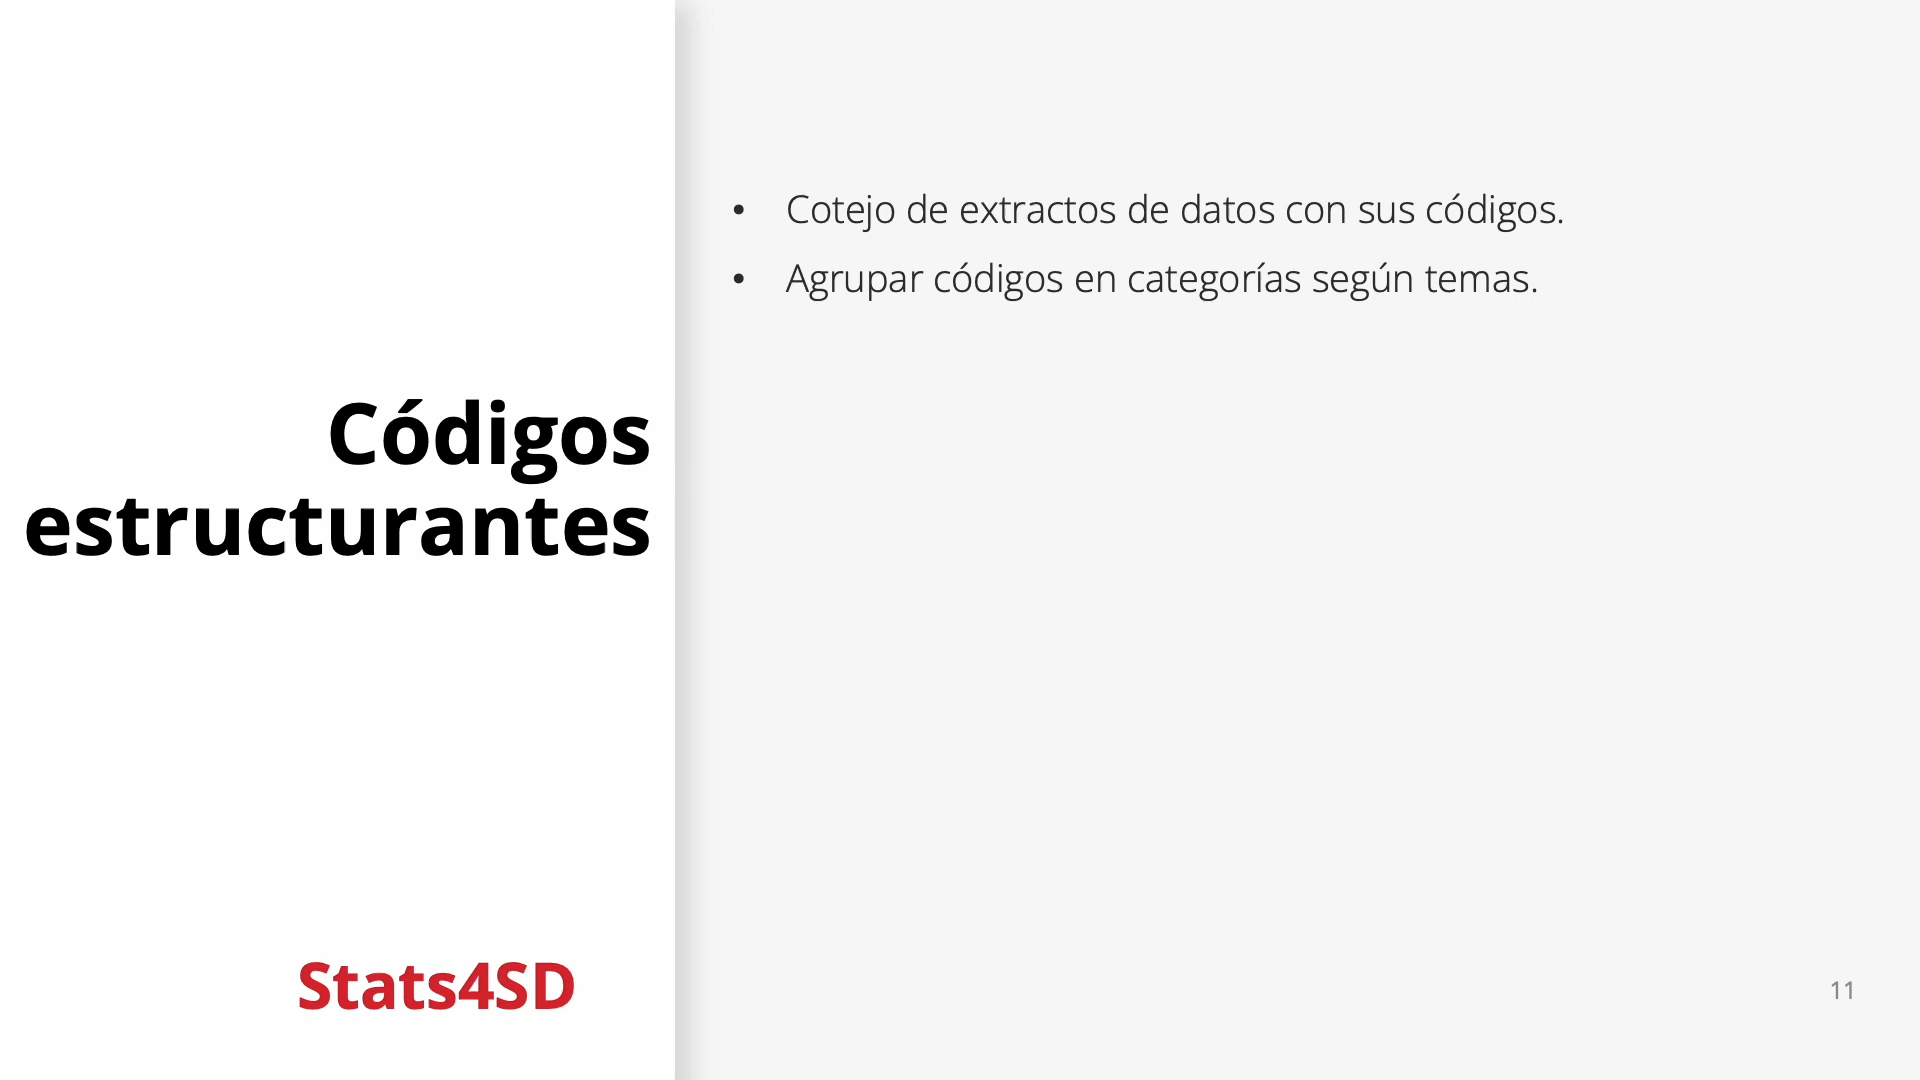 Códigos
estructurantes
• Cotejo de extractos de datos con sus códigos.
• Agrupar códigos en categorías según temas.
Stats4SD
11